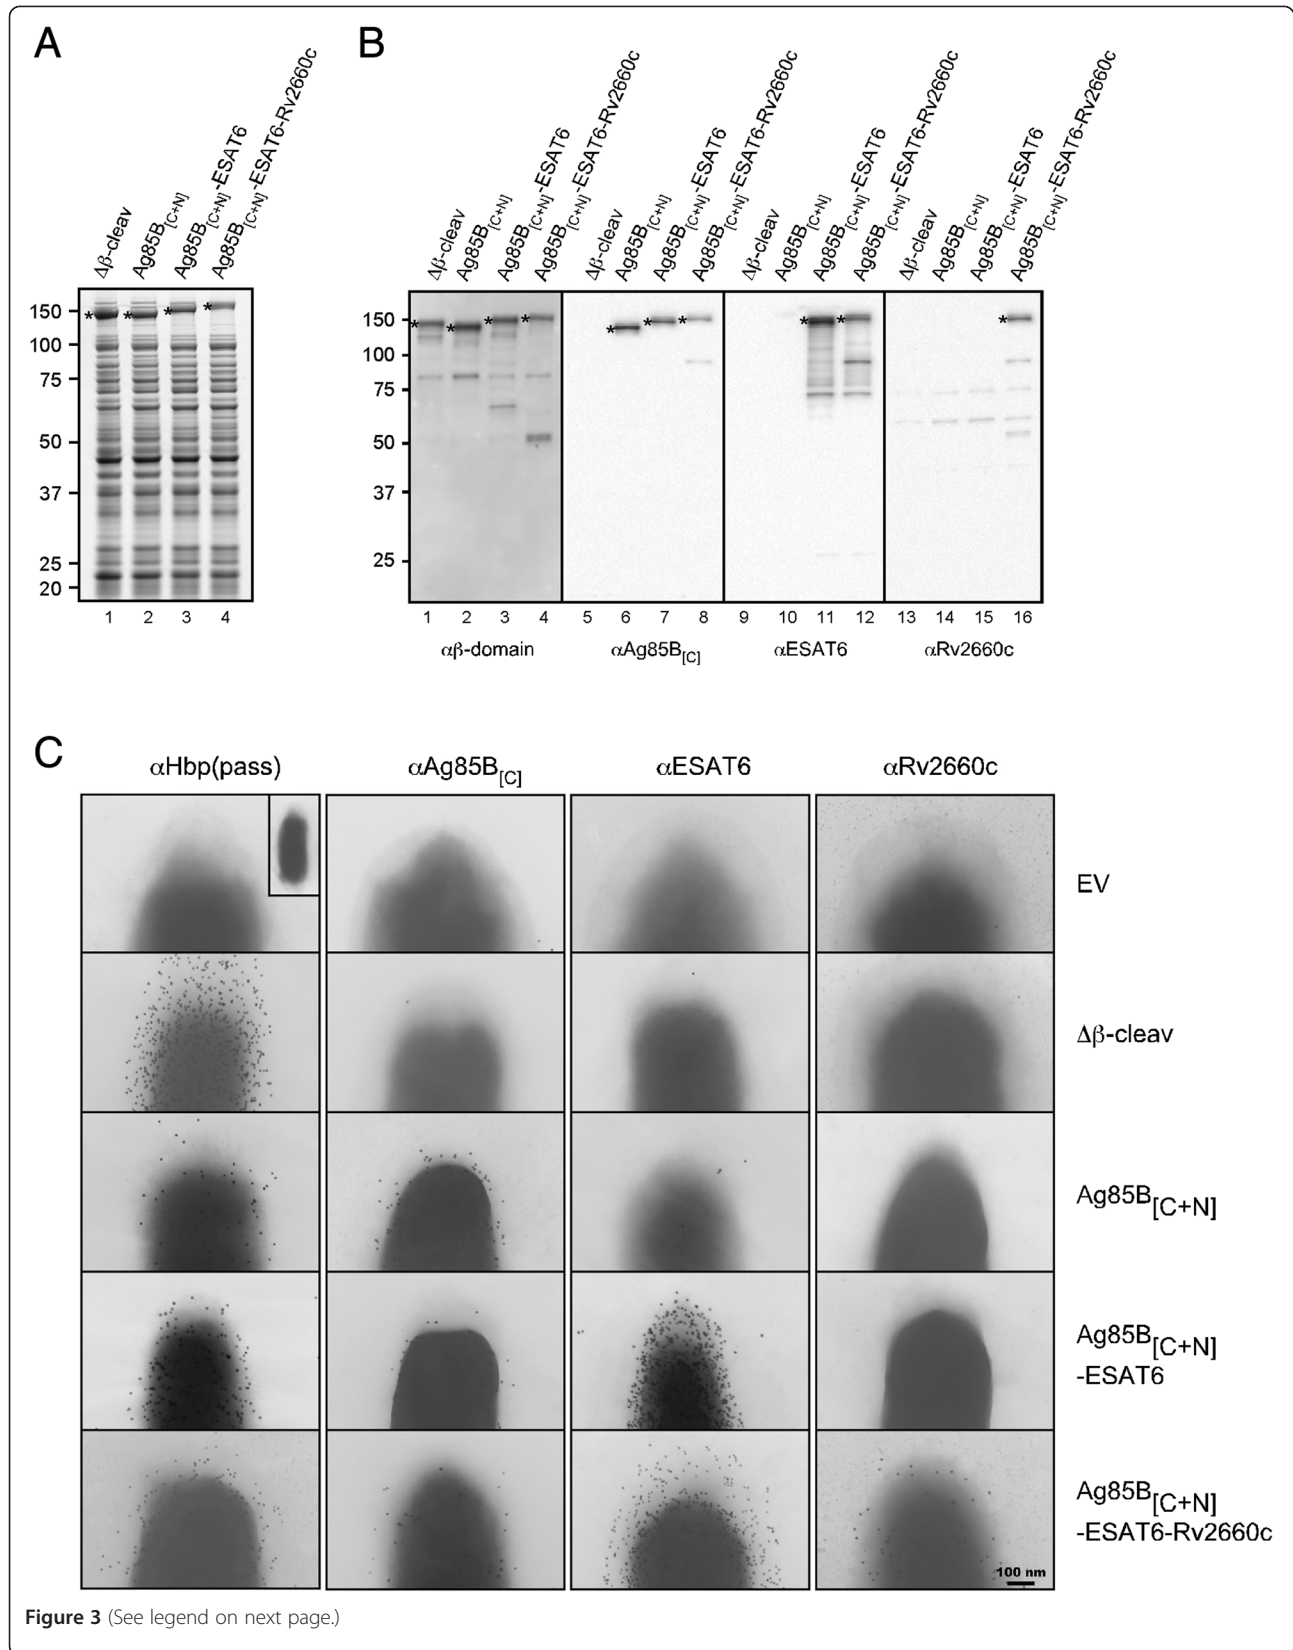 A
B
Δβ-cleav
Ag85B[C+N]
Ag85B[C+N]-ESAT6
Ag85B[C+N]-ESAT6-Rv2660c
Δβ-cleav
Ag85B[C+N]
Ag85B[C+N]-ESAT6
Ag85B[C+N]-ESAT6-Rv2660c
Δβ-cleav
Ag85B[C+N]
Ag85B[C+N]-ESAT6
Ag85B[C+N]-ESAT6-Rv2660c
Δβ-cleav
Ag85B[C+N]
Ag85B[C+N]-ESAT6
Ag85B[C+N]-ESAT6-Rv2660c
Δβ-cleav
Ag85B[C+N]
Ag85B[C+N]-ESAT6
Ag85B[C+N]-ESAT6-Rv2660c
150
100
75
50
37
25
20
* * * *
1 2 3 4
150
100
75
50
37
25
* * * * * * * * * *
1 2 3 4 5 6 7 8 9 10 11 12 13 14 15 16
αβ-domain αAg85B[C] αESAT6 αRv2660c
C
αHbp(pass) αAg85B[C] αESAT6 αRv2660c
EV
Δβ-cleav
Ag85B[C+N]
Ag85B[C+N]
-ESAT6
Ag85B[C+N]
-ESAT6-Rv2660c
100 nm
Figure 3 (See legend on next page.)